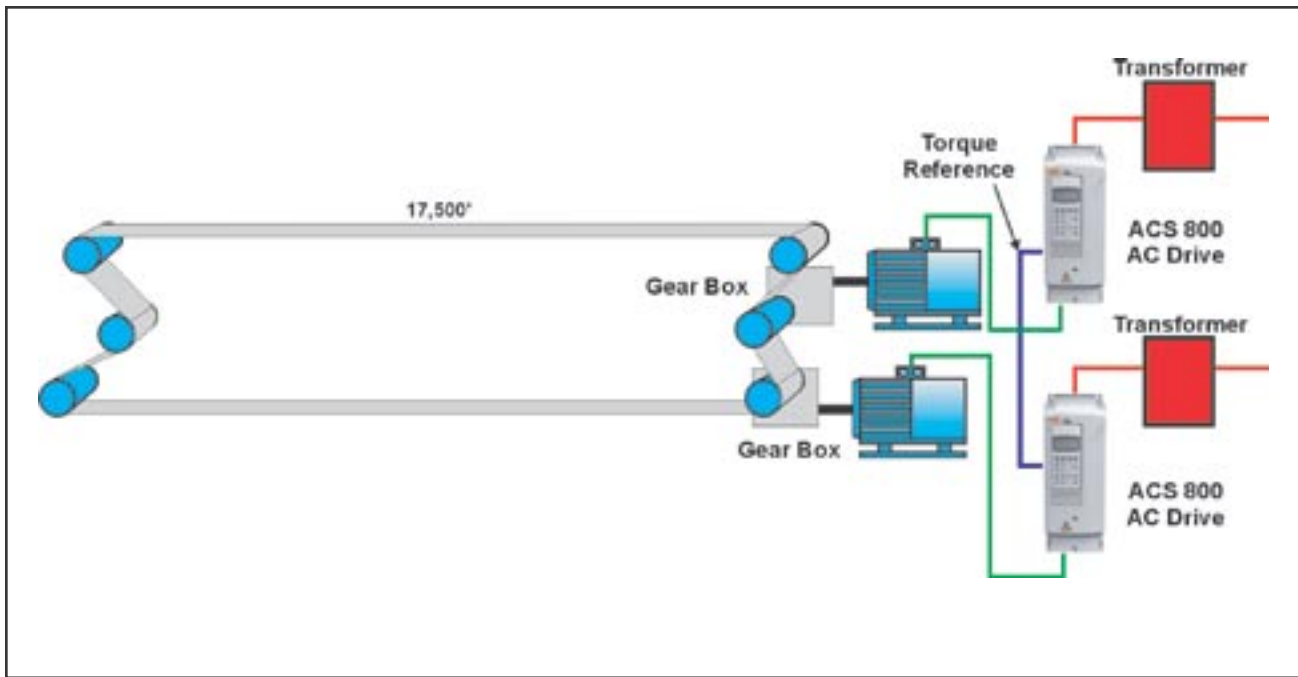 Transformer
Torque
Reference
17,500'
ACS 800
AC Drive
Gear Box
Transformer
Gear Box
ACS 800
AC Drive